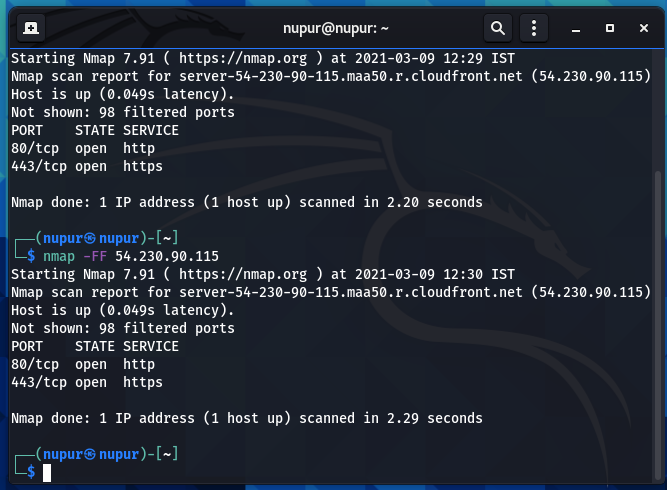 nupur@nupur: ~
Starting Nmap 7.91 ( https://nmap.org ) at 2021-03-09 12:29 IST
Nmap scan report for server-54-230-90-115.maa50.r.cloudfront.net (54.230.90.115)
Host is up (0.049s latency).
Not shown: 98 filtered ports
PORT    STATE SERVICE
80/tcp  open  http
443/tcp open  https
Nmap done: 1 IP address (1 host up) scanned in 2.20 seconds
┌──(nupur㉿nupur)-[~]
└─$ nmap -FF 54.230.90.115
Starting Nmap 7.91 ( https://nmap.org ) at 2021-03-09 12:30 IST
Nmap scan report for server-54-230-90-115.maa50.r.cloudfront.net (54.230.90.115)
Host is up (0.049s latency).
Not shown: 98 filtered ports
PORT    STATE SERVICE
80/tcp  open  http
443/tcp open  https
Nmap done: 1 IP address (1 host up) scanned in 2.29 seconds
┌──(nupur㉿nupur)-[~]
└─$